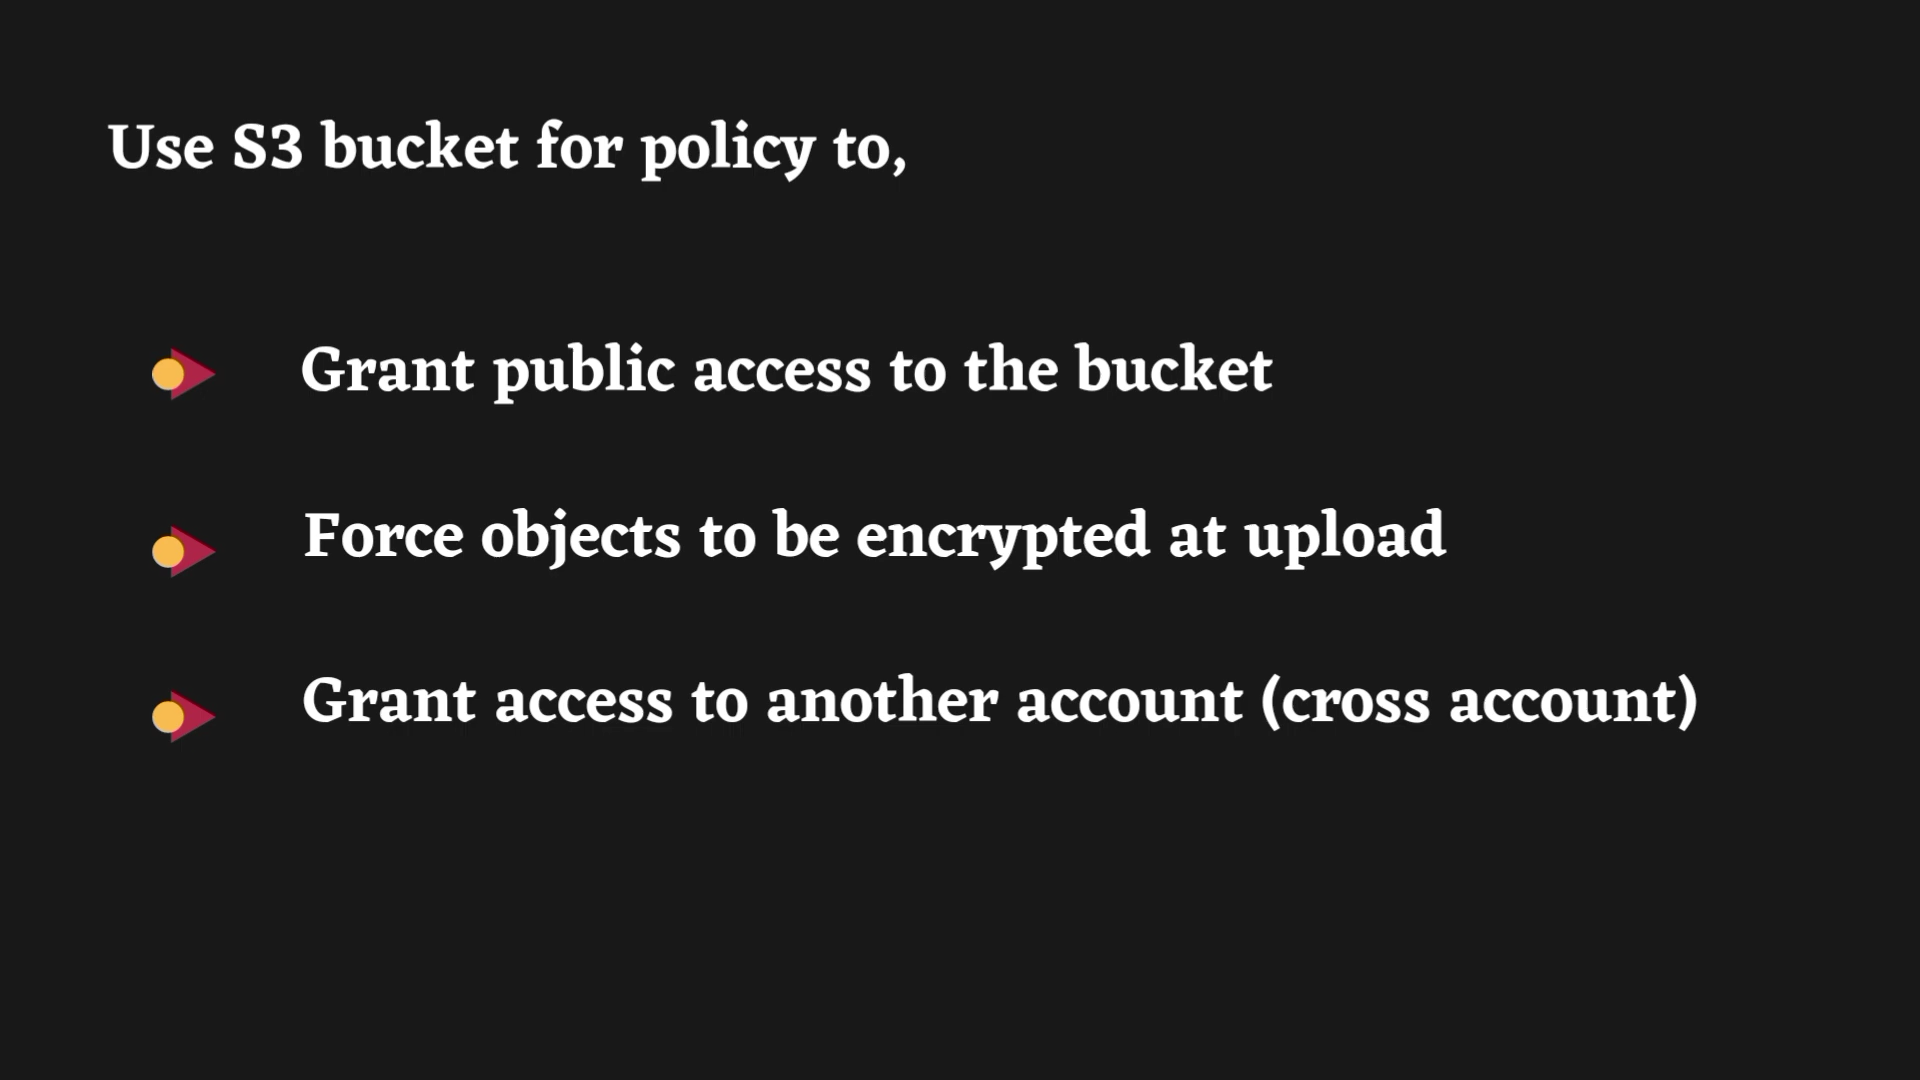 Use S3 bucket for policy to,
Grant public access to the bucket
Force objects to be encrypted at upload
Grant access to another account (cross account)